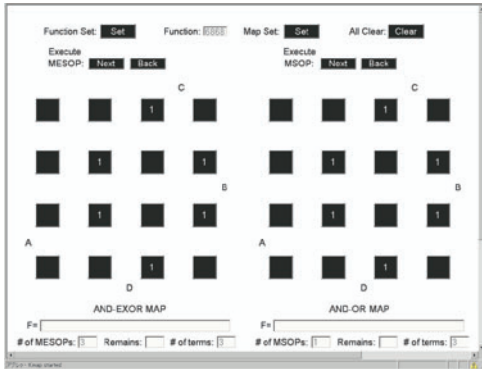 Function Set: Set Function: 6868 Map Set: Set All Clear: Clear
Execute Execute
MESOP: Next Back MSOP: Next Back
C C
1 1
1 1 1 1
B B
1 1 1 1
A A
1 1
D D
AND-EXOR MAP AND-OR MAP
F= F=
# of MESOPs: 3 Remains: # of terms: 3 # of MSOPs: 1 Remains: # of terms: 3
started